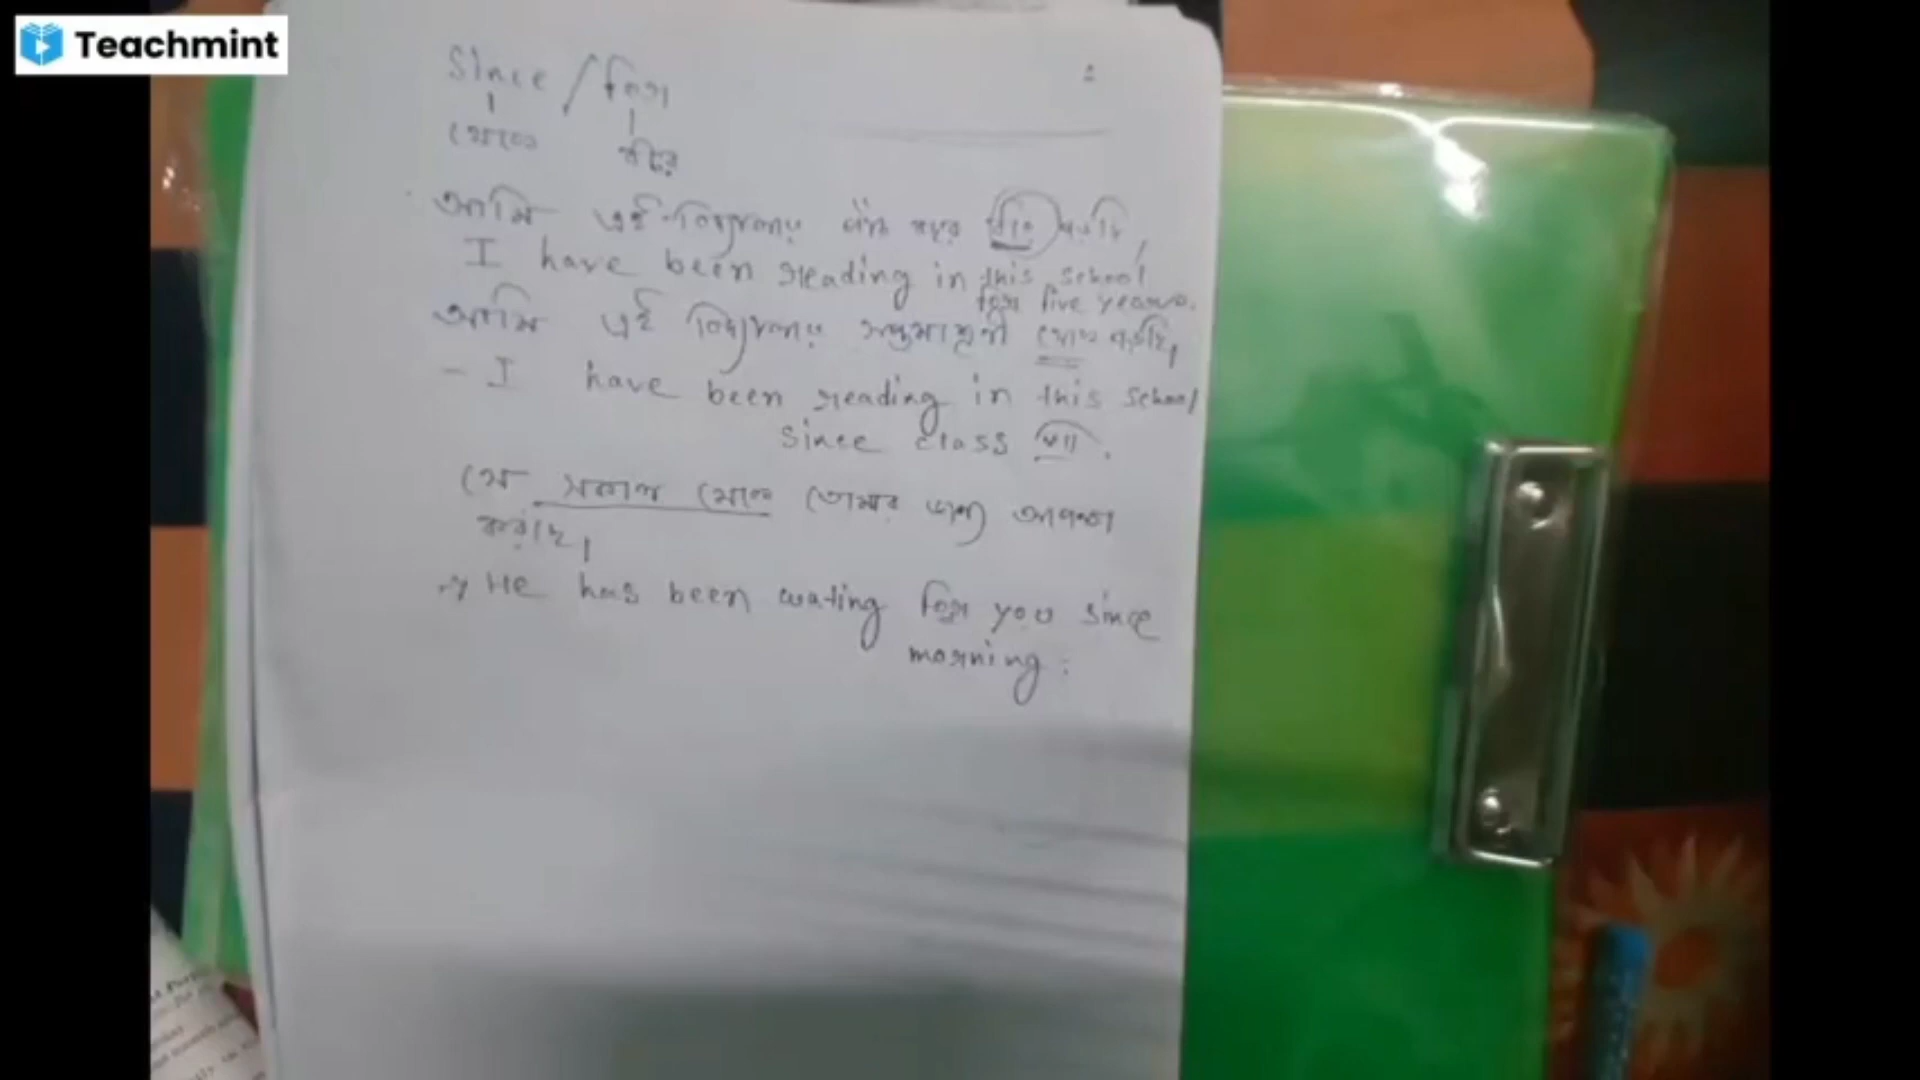 Teachmint
Since / for
থেকে ধরে
আমি এই বিদ্যালয়ে পাঁচ বছর ধরে পড়ছি।
I have been reading in this school
for five years.
আমি এই বিদ্যালয়ে সপ্তমশ্রেণী থেকে পড়ছি।
- I have been reading in this school
since class VII.
সে সকাল থেকে তোমার জন্য অপেক্ষা
করছে।
→ He has been wating for you since
morning.